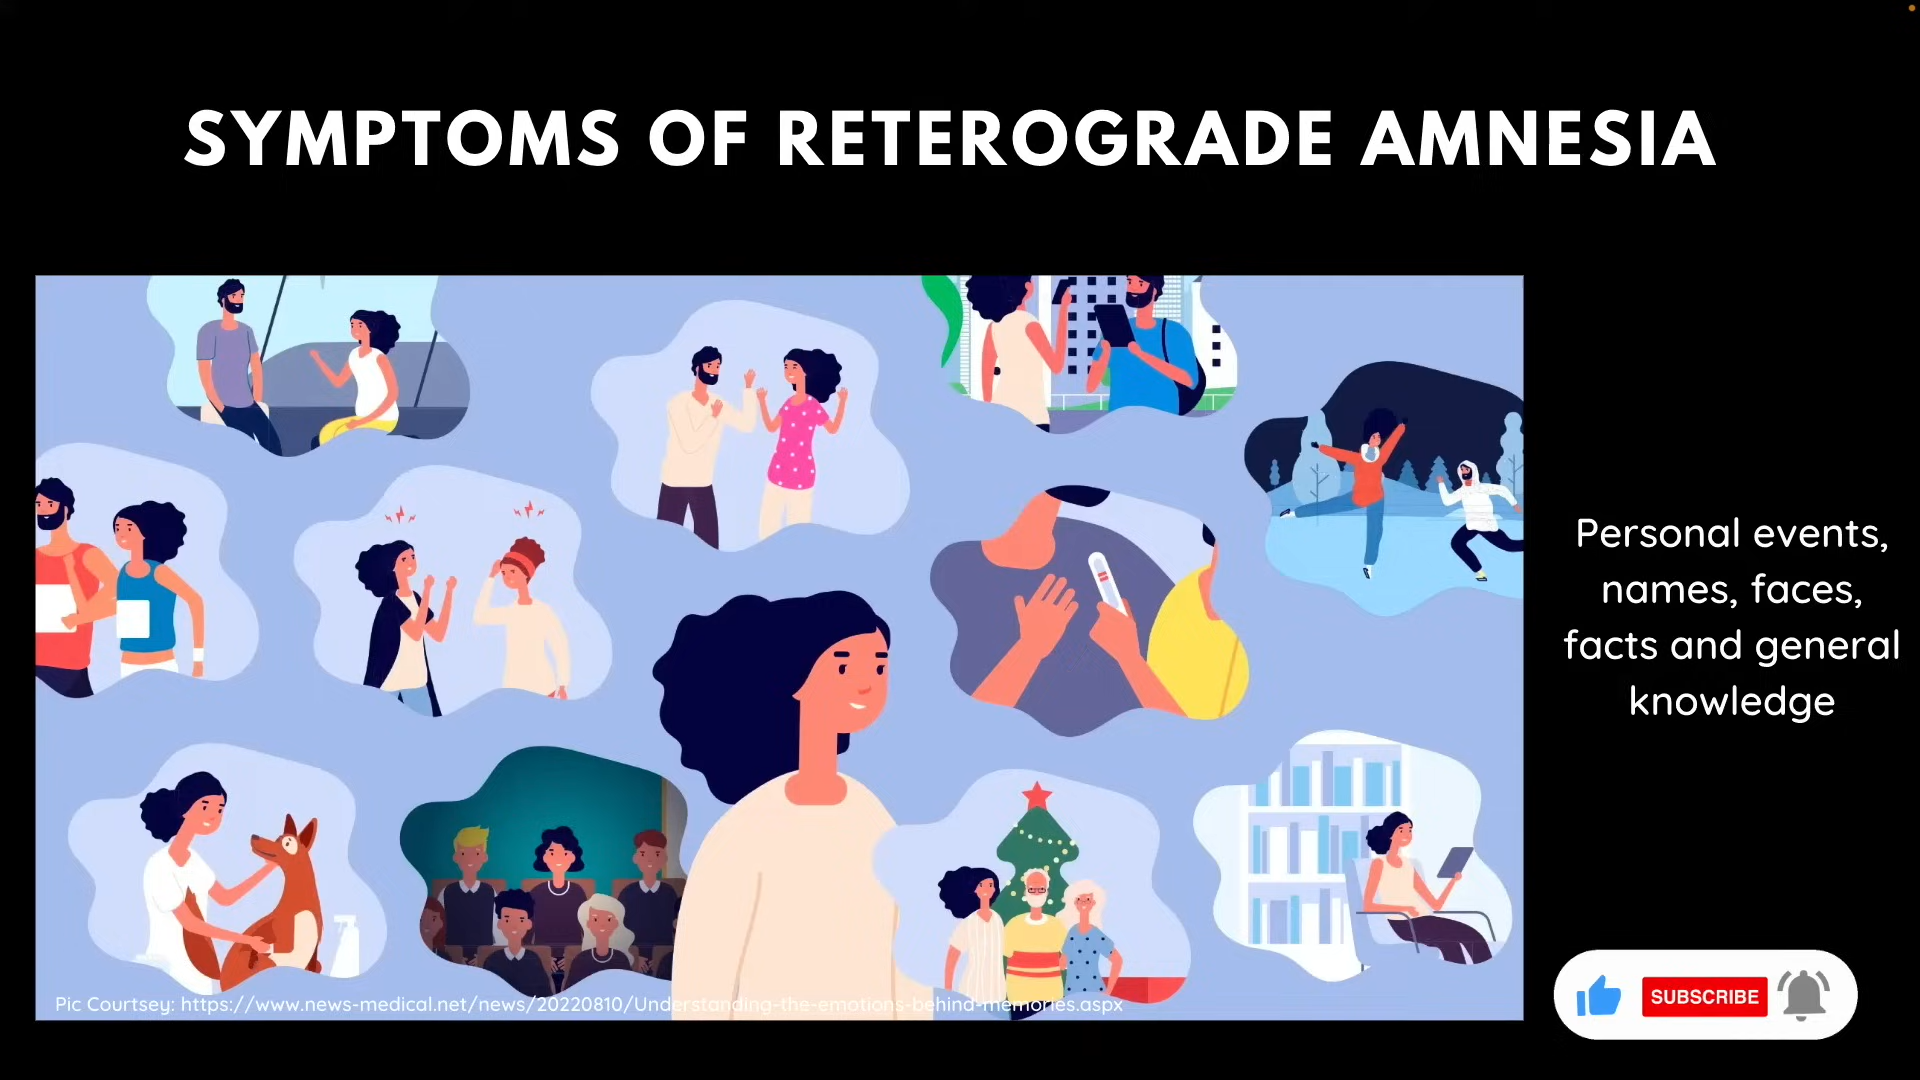 SYMPTOMS OF RETEROGRADE AMNESIA
Personal events,
names, faces,
facts and general
knowledge
Pic Courtsey: https://www.news-medical.net/news/20220810/Understanding-the-emotions-behind-memories.aspx
SUBSCRIBE